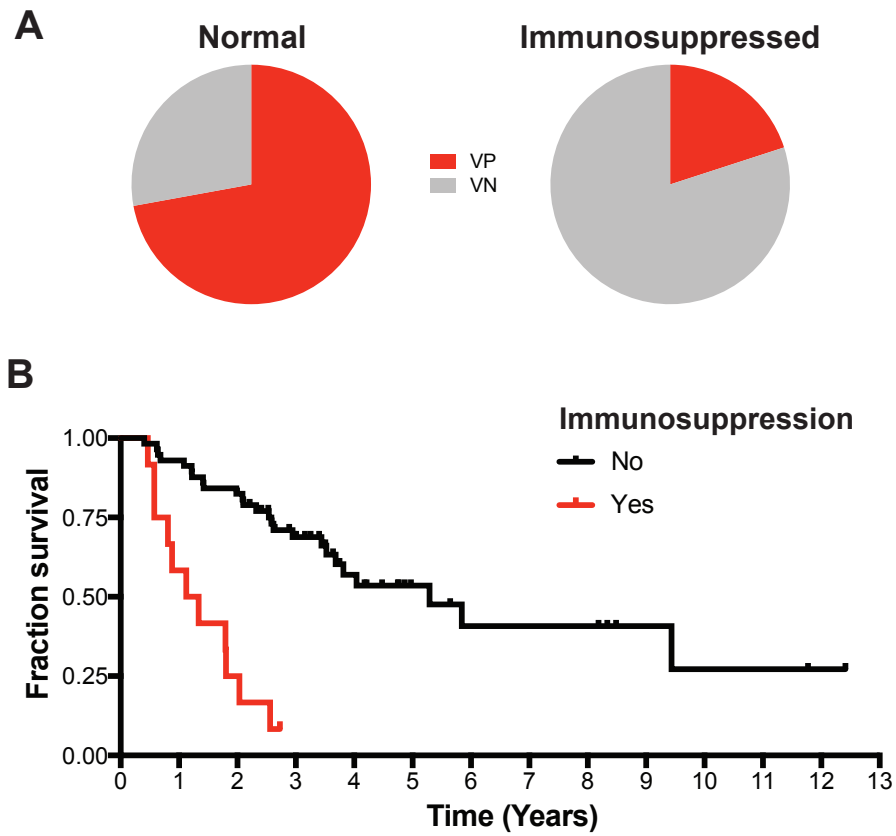 A
Normal
Immunosuppressed
VP
VN
B
Immunosuppression
No
Yes
Fraction survival
1.00
0.75
0.50
0.25
0.00
0 1 2 3 4 5 6 7 8 9 10 11 12 13
Time (Years)